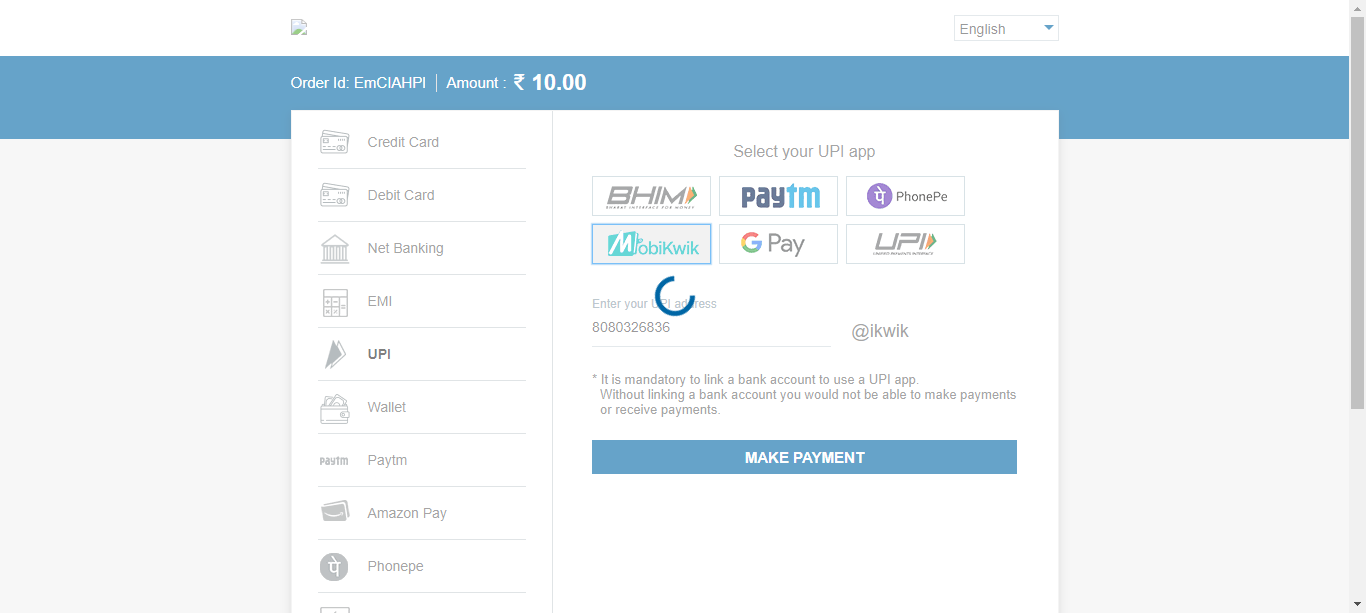 English
Order Id: EmCIAHPI | Amount : ₹ 10.00
Credit Card
Debit Card
Net Banking
EMI
UPI
Wallet
Paytm
Paytm
Amazon Pay
पे
Phonepe
Select your UPI app
BHIM
BHARAT INTERFACE FOR MONEY
Paytm
पे PhonePe
MobiKwik
G Pay
UPI
UNIFIED PAYMENTS INTERFACE
Enter your UPI address
8080326836
@ikwik
* It is mandatory to link a bank account to use a UPI app.
Without linking a bank account you would not be able to make payments
or receive payments.
MAKE PAYMENT